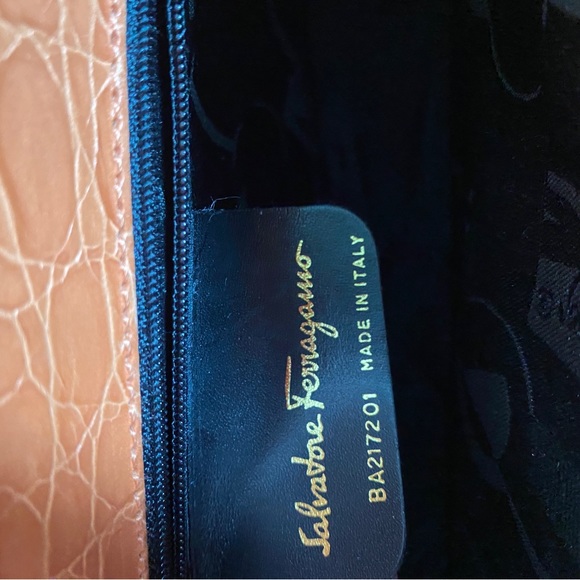 Salvatore Ferragamo
BA217201 MADE IN ITALY